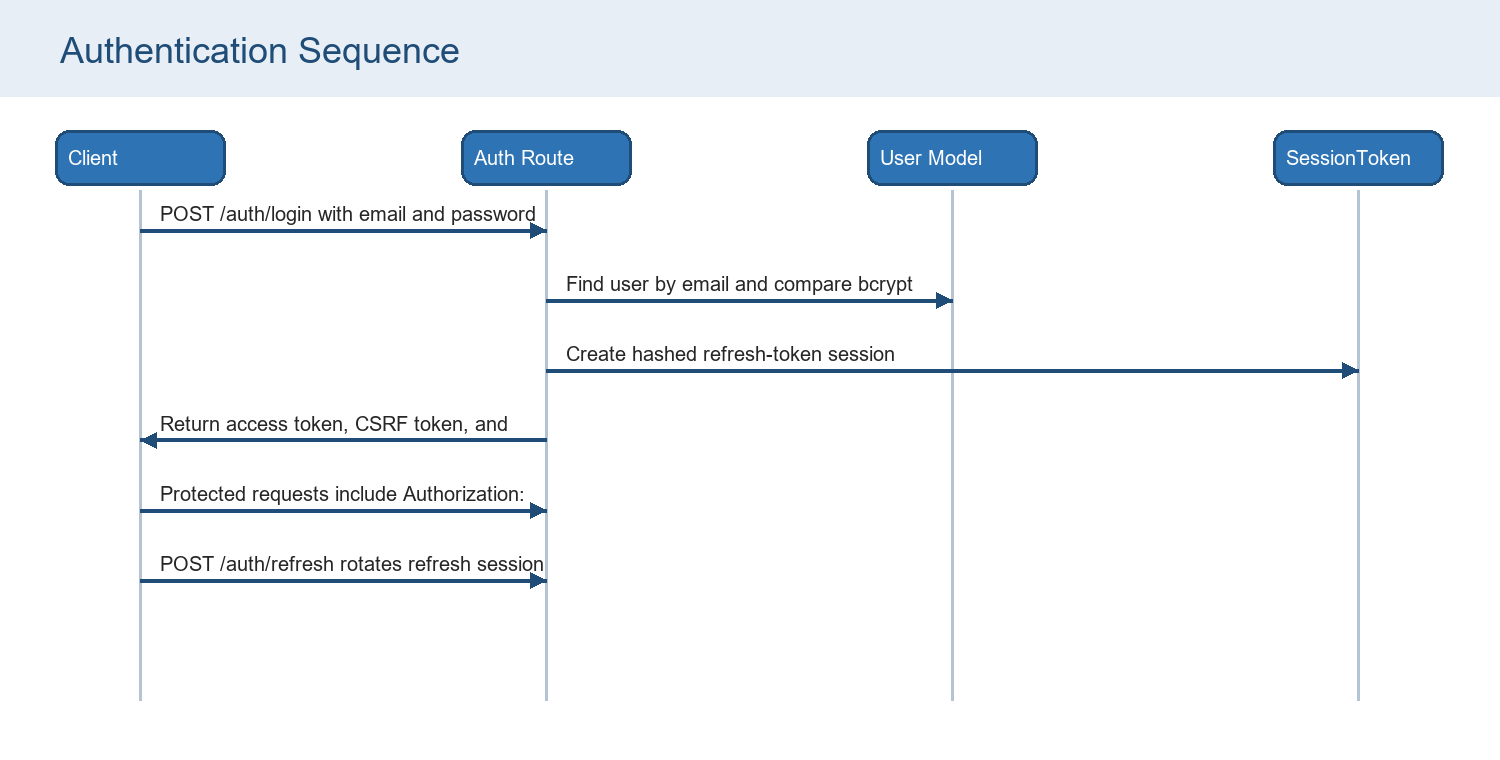 Authentication Sequence
Client
Auth Route
User Model
SessionToken
POST /auth/login with email and password
Find user by email and compare bcrypt
Create hashed refresh-token session
Return access token, CSRF token, and
Protected requests include Authorization:
POST /auth/refresh rotates refresh session